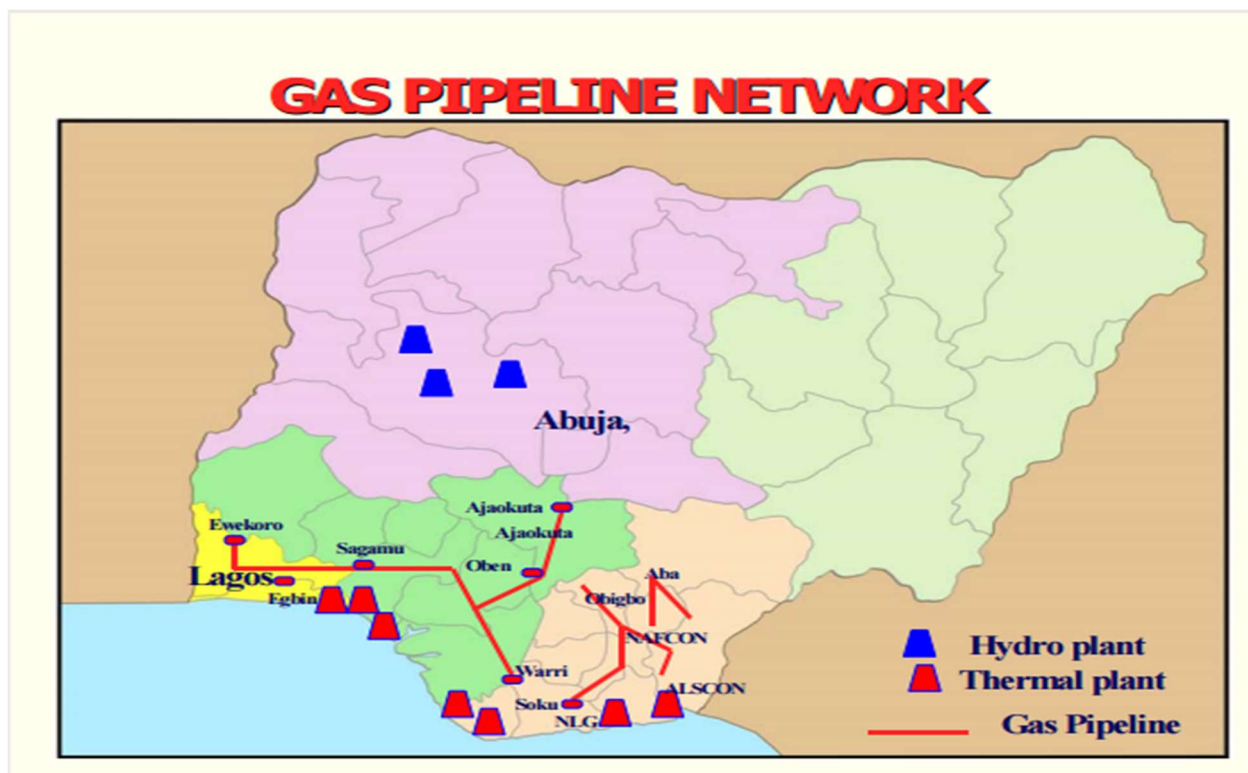 GAS PIPELINE NETWORK
Abuja,
Ajaokuta
Ewekoro
Ajaokuta
Sagamu
Oben
Aba
Lagos
Egbin
Obigbo
NAFCON
Hydro plant
Warri
Thermal plant
ALSCON
Soku
NLG
Gas Pipeline